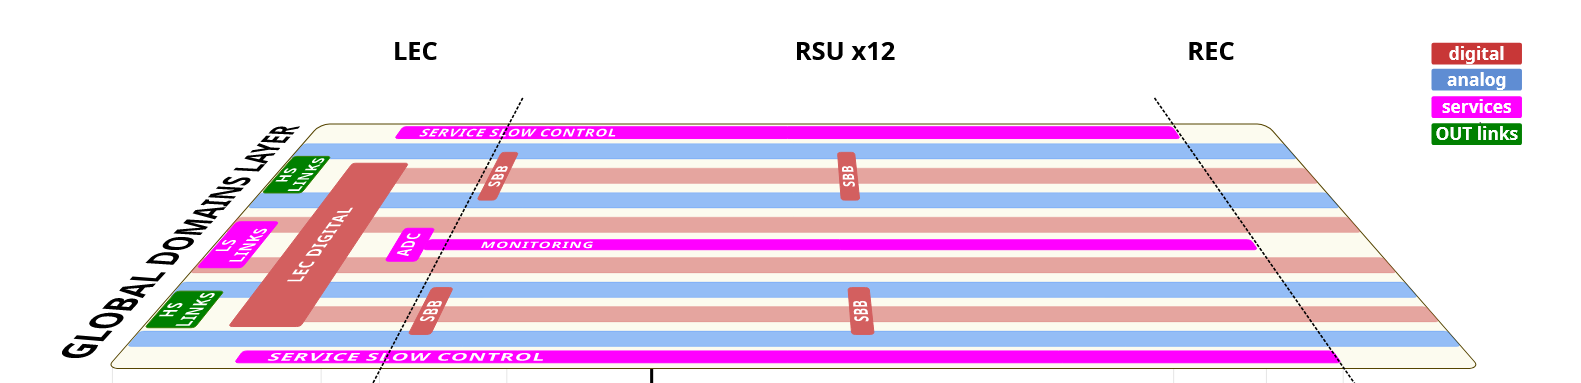 LEC
RSU x12
REC
digital
analog
services
OUT links
GLOBAL DOMAINS LAYER
SERVICE SLOW CONTROL
HS
LINKS
SBB
SBB
LS
LINKS
LEC DIGITAL
ADC
MONITORING
HS
LINKS
SBB
SBB
SERVICE SLOW CONTROL